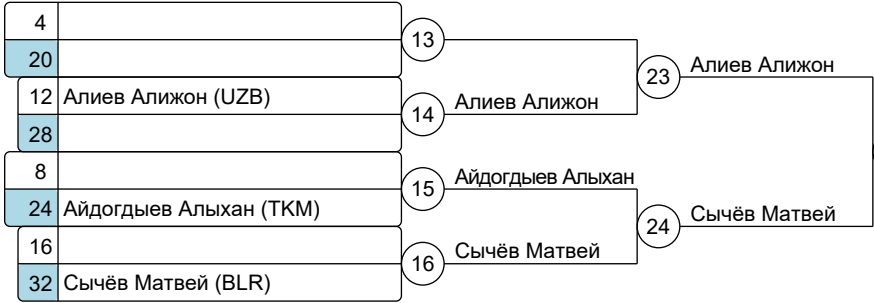 4
13
20
23 Алиев Алижон
12 Алиев Алижон (UZB)
14 Алиев Алижон
28
8
15 Айдогдыев Алыхан
24 Айдогдыев Алыхан (TKM)
24 Сычёв Матвей
16
16 Сычёв Матвей
32 Сычёв Матвей (BLR)